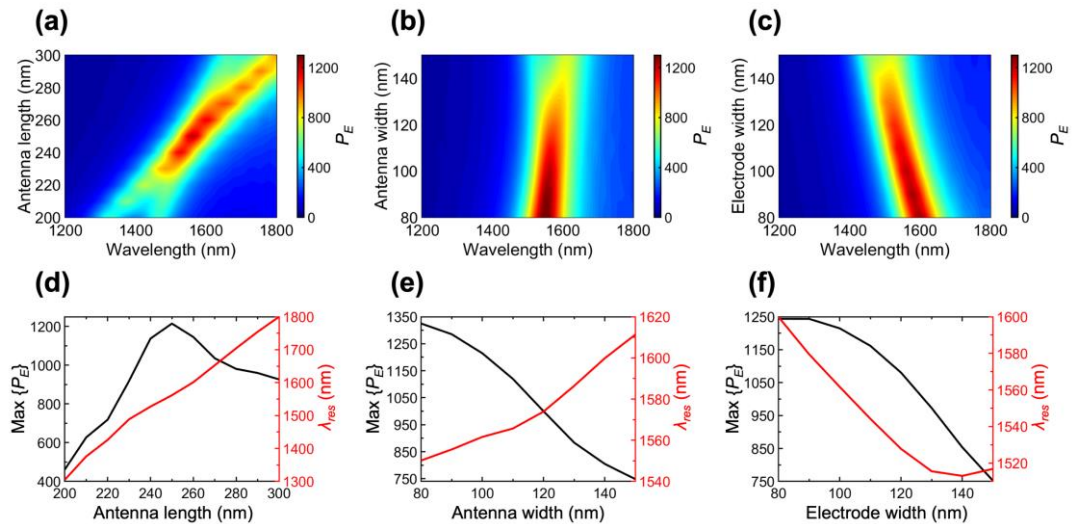 (a)
(b)
(c)
300
280
260
240
220
200
Antenna length (nm)
1200 1400 1600 1800
Wavelength (nm)
1200
800
400
0
P_E
140
120
100
80
Antenna width (nm)
1200 1400 1600 1800
Wavelength (nm)
1200
800
400
0
P_E
140
120
100
80
Electrode width (nm)
1200 1400 1600 1800
Wavelength (nm)
1200
800
400
0
P_E
(d)
(e)
(f)
1200
1000
800
600
400
Max {P_E}
200 220 240 260 280 300
Antenna length (nm)
1800
1700
1600
1500
1400
1300
λ_res (nm)
1350
1250
1150
1050
950
850
750
Max {P_E}
80 100 120 140
Antenna width (nm)
1620
1600
1580
1560
1540
λ_res (nm)
1350
1250
1150
1050
950
850
750
Max {P_E}
80 100 120 140
Electrode width (nm)
1600
1580
1560
1540
1520
λ_res (nm)